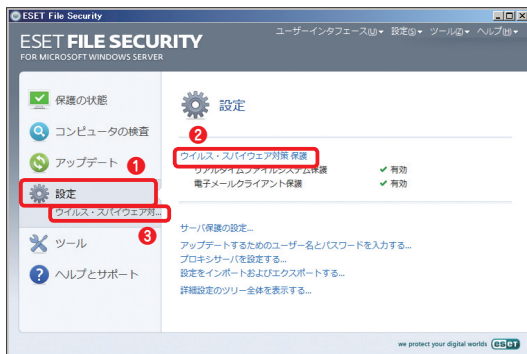 ESET File Security
ESET FILE SECURITY
FOR MICROSOFT WINDOWS SERVER
ユーザーインタフェース(U)▾ 設定(S)▾ ツール(Z)▾ ヘルプ(H)▾
保護の状態
コンピュータの検査
アップデート
❶
設定
ウイルス・スパイウェア対...
❸
ツール
ヘルプとサポート
設定
❷
ウイルス・スパイウェア対策 保護
リアルタイムファイルシステム保護 ✔ 有効
電子メールクライアント保護 ✔ 有効
サーバ保護の設定...
アップデートするためのユーザー名とパスワードを入力する...
プロキシサーバを設定する...
設定をインポートおよびエクスポートする...
詳細設定のツリー全体を表示する...
we protect your digital worlds eset